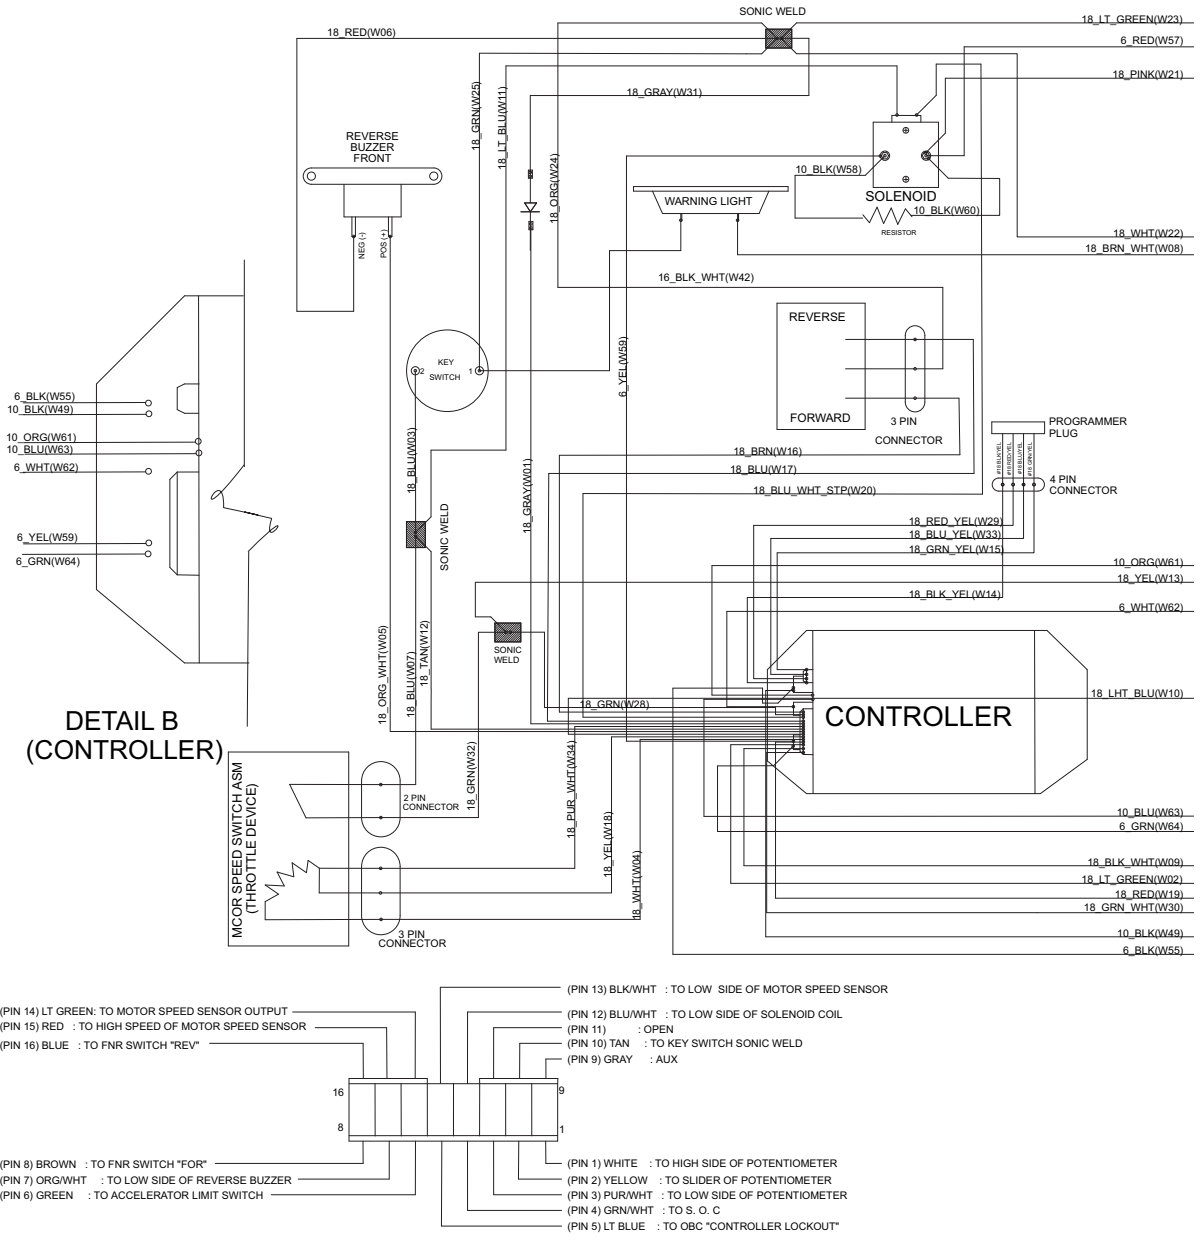 SONIC WELD
18_LT_GREEN(W23)
18_RED(W06)
6_RED(W57)
18_PINK(W21)
18_GRN(W25)
18_LT_BLU(W11)
18_GRAY(W31)
REVERSE
BUZZER
FRONT
18_ORG(W24)
10_BLK(W58)
SOLENOID
WARNING LIGHT
10_BLK(W60)
RESISTOR
NEG (-)
POS (+)
18_WHT(W22)
18_BRN_WHT(W08)
16_BLK_WHT(W42)
REVERSE
FORWARD
6_YEL(W59)
KEY
SWITCH
2
1
3 PIN
CONNECTOR
PROGRAMMER
PLUG
#18 BLK/YEL
#18 RED/YEL
#18 BLU/YEL
#18 GRN/YEL
4 PIN
CONNECTOR
6_BLK(W55)
10_BLK(W49)
10_ORG(W61)
10_BLU(W63)
6_WHT(W62)
6_YEL(W59)
6_GRN(W64)
18_BLU(W03)
18_BRN(W16)
18_BLU(W17)
18_BLU_WHT_STP(W20)
18_GRAY(W01)
SONIC WELD
18_RED_YEL(W29)
18_BLU_YEL(W33)
18_GRN_YEL(W15)
10_ORG(W61)
18_YEL(W13)
18_BLK_YEL(W14)
6_WHT(W62)
SONIC
WELD
18_ORG_WHT(W05)
18_BLU(W07)
18_TAN(W12)
18_GRN(W28)
18_LHT_BLU(W10)
CONTROLLER
DETAIL B
(CONTROLLER)
MCOR SPEED SWITCH ASM
(THROTTLE DEVICE)
2 PIN
CONNECTOR
18_GRN(W32)
18_PUR_WHT(W34)
18_YEL(W18)
18_WHT(W04)
3 PIN
CONNECTOR
10_BLU(W63)
6_GRN(W64)
18_BLK_WHT(W09)
18_LT_GREEN(W02)
18_RED(W19)
18_GRN_WHT(W30)
10_BLK(W49)
6_BLK(W55)
(PIN 13) BLK/WHT : TO LOW SIDE OF MOTOR SPEED SENSOR
(PIN 14) LT GREEN: TO MOTOR SPEED SENSOR OUTPUT
(PIN 12) BLU/WHT : TO LOW SIDE OF SOLENOID COIL
(PIN 15) RED : TO HIGH SPEED OF MOTOR SPEED SENSOR
(PIN 11) : OPEN
(PIN 16) BLUE : TO FNR SWITCH "REV"
(PIN 10) TAN : TO KEY SWITCH SONIC WELD
(PIN 9) GRAY : AUX
16
9
8
1
(PIN 8) BROWN : TO FNR SWITCH "FOR"
(PIN 1) WHITE : TO HIGH SIDE OF POTENTIOMETER
(PIN 7) ORG/WHT : TO LOW SIDE OF REVERSE BUZZER
(PIN 2) YELLOW : TO SLIDER OF POTENTIOMETER
(PIN 6) GREEN : TO ACCELERATOR LIMIT SWITCH
(PIN 3) PUR/WHT : TO LOW SIDE OF POTENTIOMETER
(PIN 4) GRN/WHT : TO S. O. C
(PIN 5) LT BLUE : TO OBC "CONTROLLER LOCKOUT"